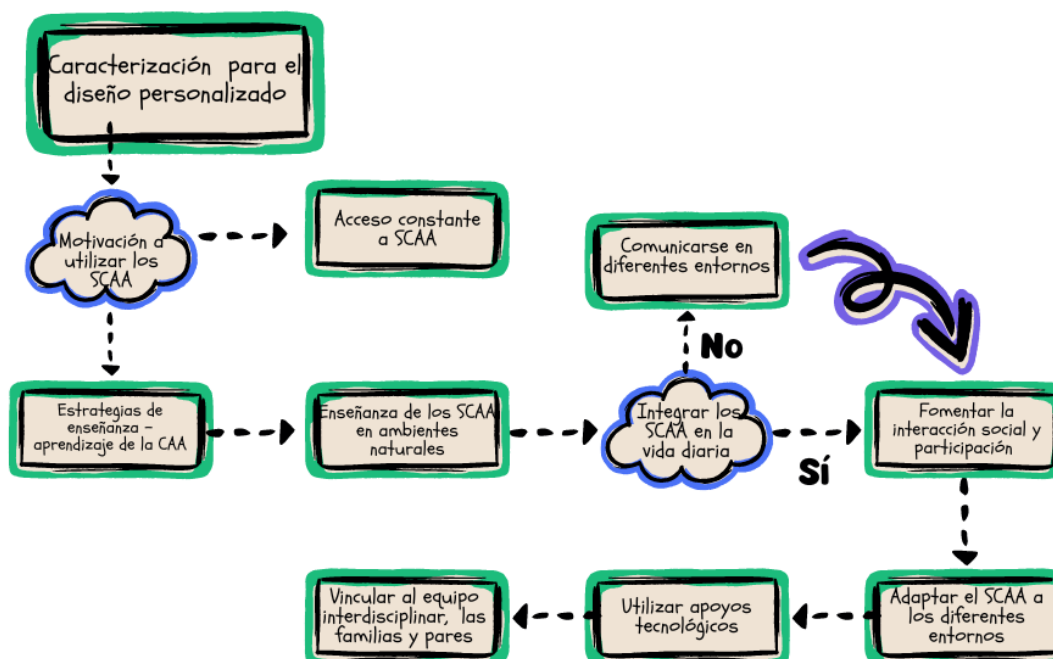 Caracterización para el
diseño personalizado
Motivación a
utilizar los
SCAA
Acceso constante
a SCAA
Comunicarse en
diferentes entornos
No
Estrategias de
enseñanza -
aprendizaje de la CAA
Enseñanza de los SCAA
en ambientes
naturales
Integrar los
SCAA en la
vida diaria
Sí
Fomentar la
interacción social y
participación
Adaptar el SCAA a
los diferentes
entornos
Utilizar apoyos
tecnológicos
Vincular al equipo
interdisciplinar, las
familias y pares